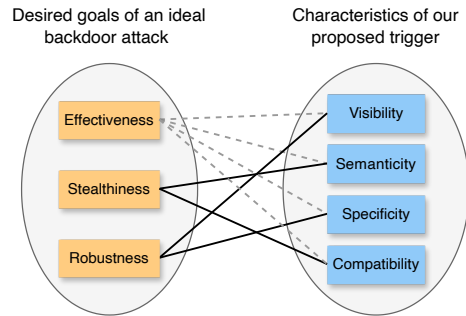 Desired goals of an ideal
backdoor attack
Characteristics of our
proposed trigger
Effectiveness
Stealthiness
Robustness
Visibility
Semanticity
Specificity
Compatibility